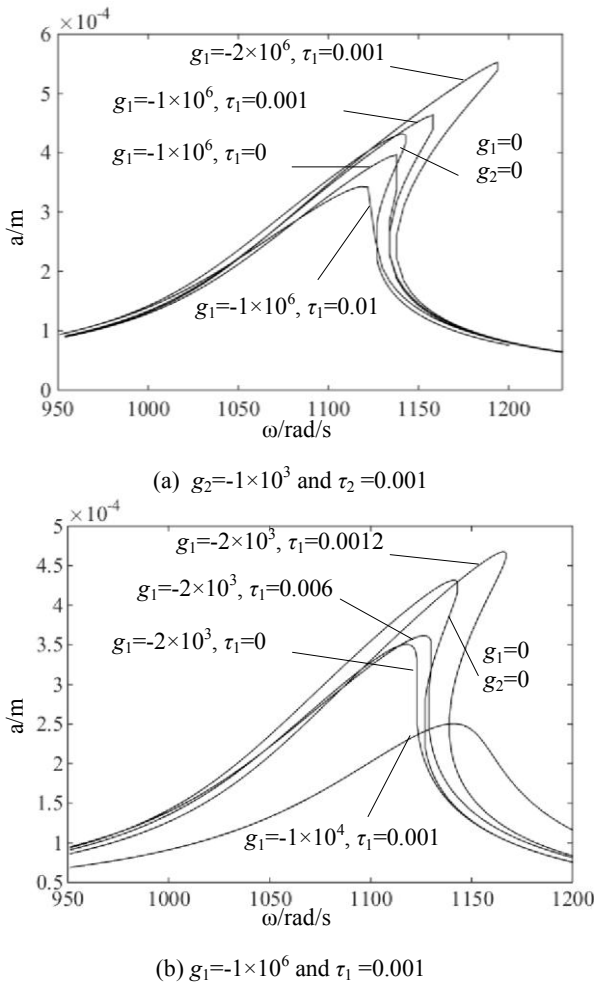 ×10⁻⁴
6
g₁=-2×10⁶, τ₁=0.001
5
g₁=-1×10⁶, τ₁=0.001
4
g₁=-1×10⁶, τ₁=0
g₁=0
g₂=0
3
a/m
2
g₁=-1×10⁶, τ₁=0.01
1
0
950 1000 1050 1100 1150 1200
ω/rad/s
(a) g₂=-1×10³ and τ₂ =0.001
×10⁻⁴
5
g₁=-2×10³, τ₁=0.0012
4.5
g₁=-2×10³, τ₁=0.006
4
g₁=-2×10³, τ₁=0
3.5
g₁=0
g₂=0
3
a/m
2.5
2
1.5
g₁=-1×10⁴, τ₁=0.001
1
0.5
950 1000 1050 1100 1150 1200
ω/rad/s
(b) g₁=-1×10⁶ and τ₁ =0.001